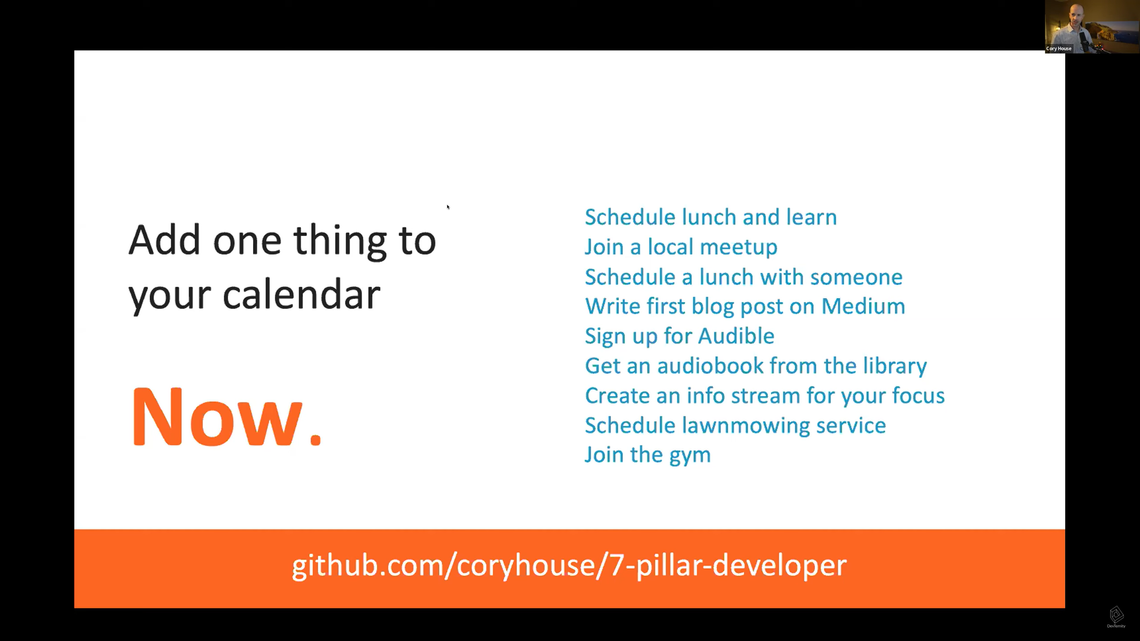 Cory House
Add one thing to
your calendar
Now.
Schedule lunch and learn
Join a local meetup
Schedule a lunch with someone
Write first blog post on Medium
Sign up for Audible
Get an audiobook from the library
Create an info stream for your focus
Schedule lawnmowing service
Join the gym
github.com/coryhouse/7-pillar-developer